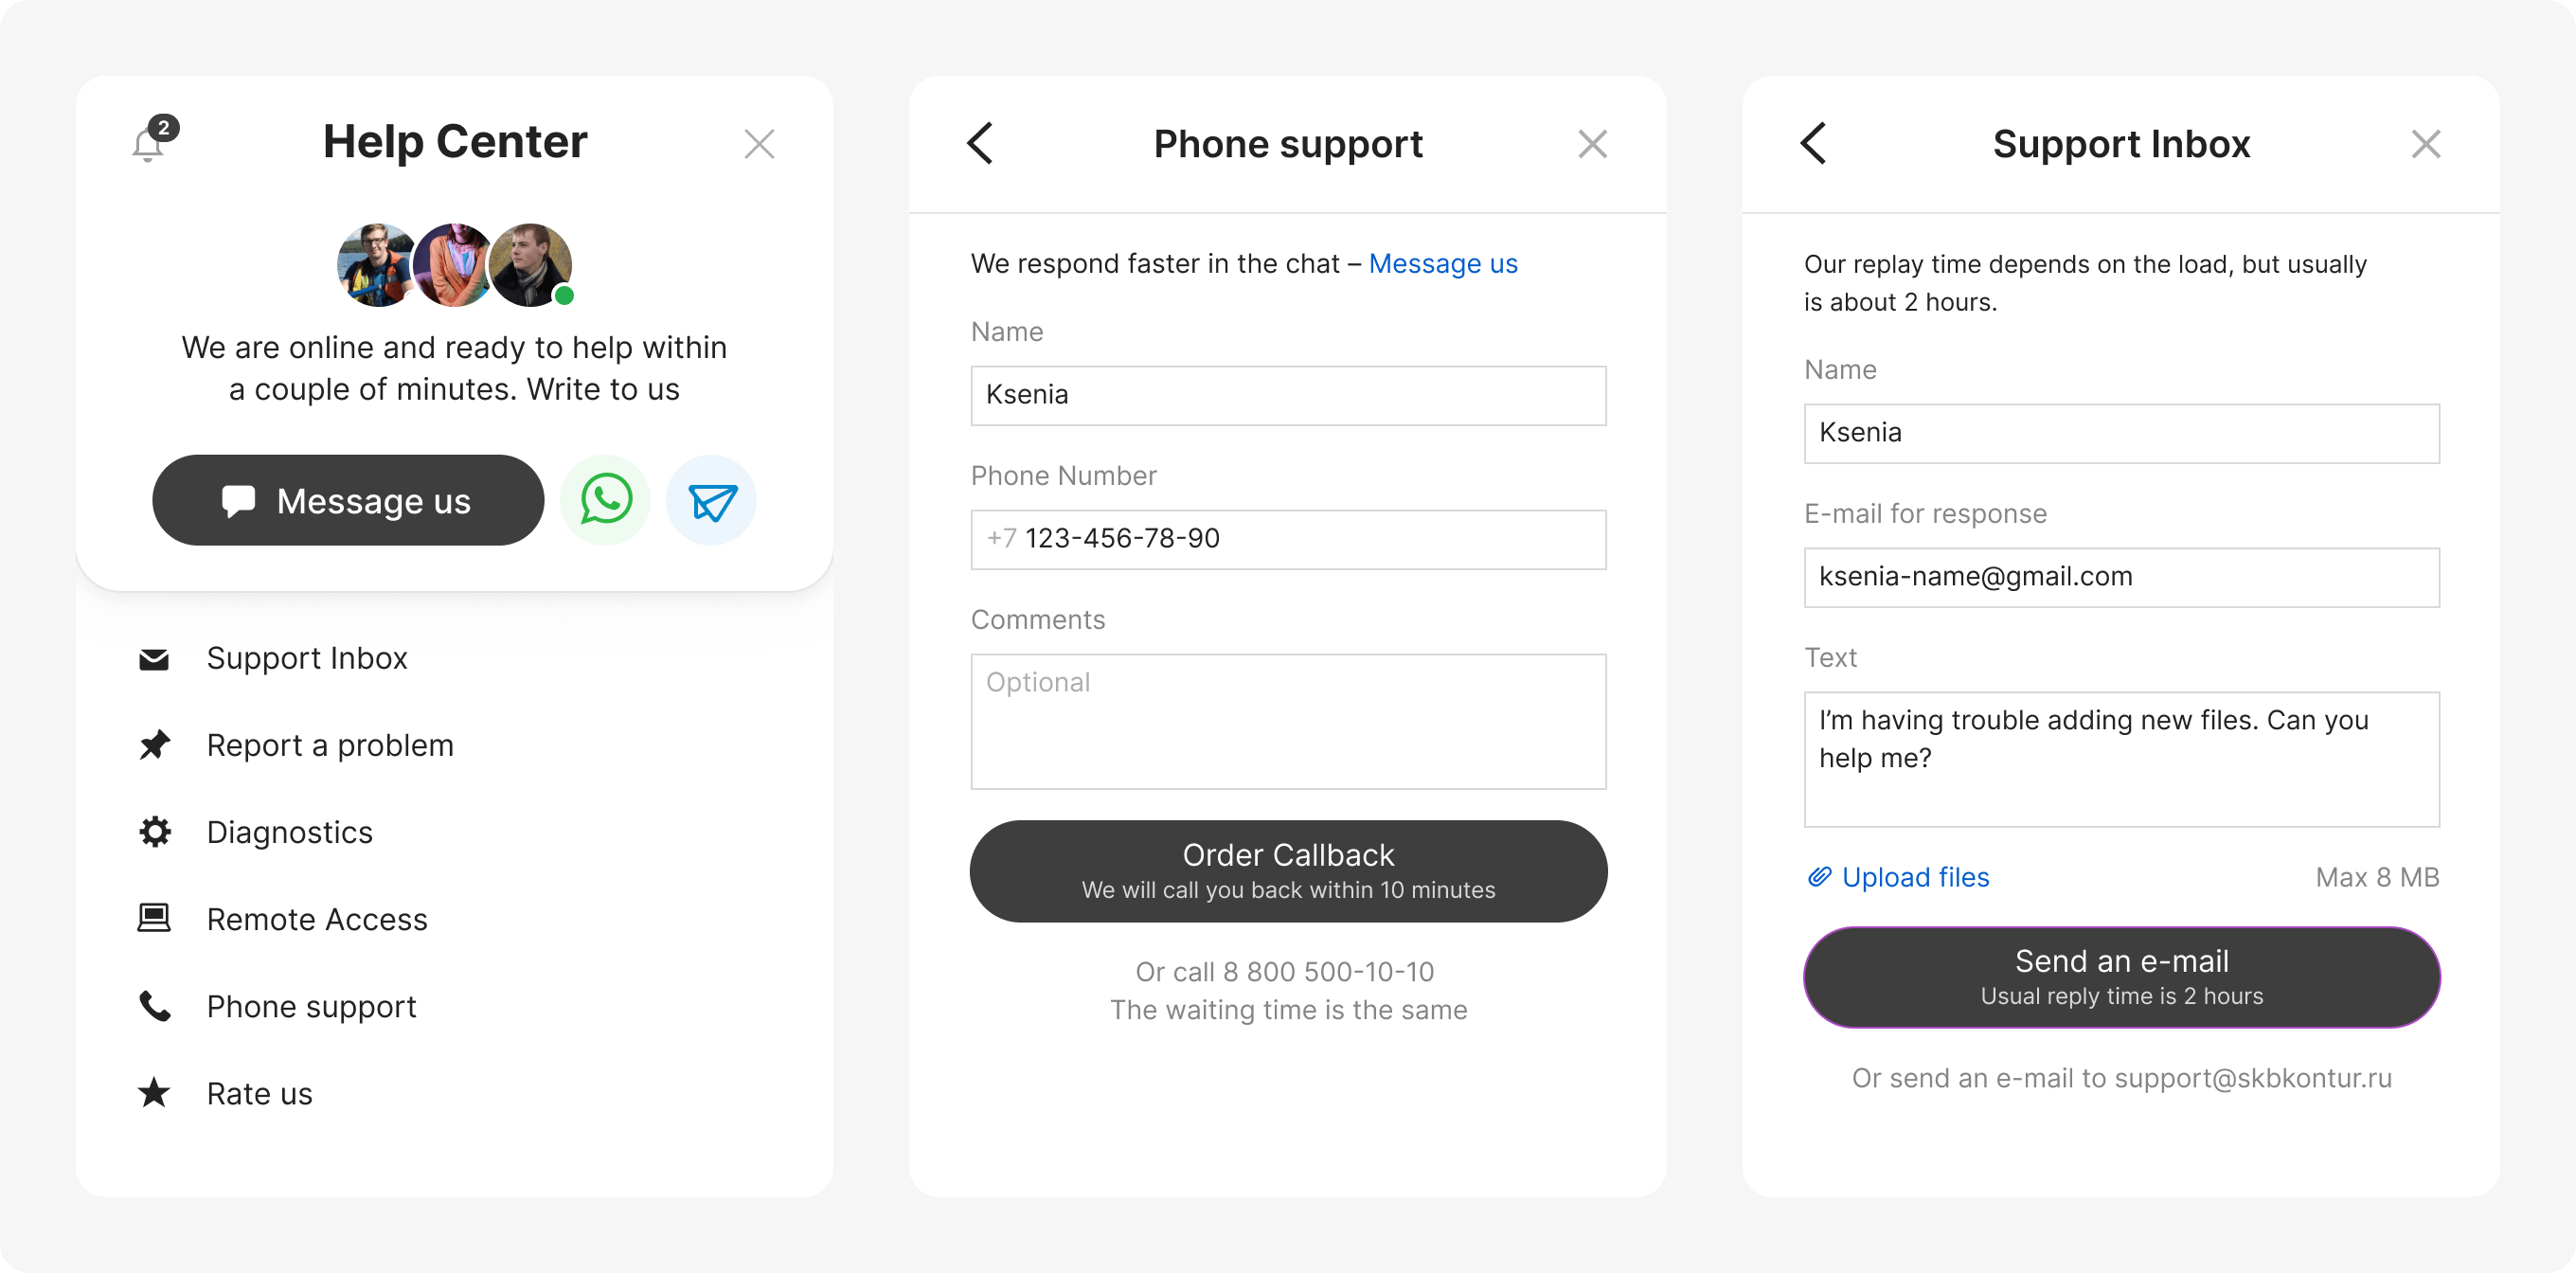 2
Help Center
We are online and ready to help within
a couple of minutes. Write to us
Message us
Support Inbox
Report a problem
Diagnostics
Remote Access
Phone support
Rate us
Phone support
We respond faster in the chat – Message us
Name
Ksenia
Phone Number
+7 123-456-78-90
Comments
Optional
Order Callback
We will call you back within 10 minutes
Or call 8 800 500-10-10
The waiting time is the same
Support Inbox
Our replay time depends on the load, but usually
is about 2 hours.
Name
Ksenia
E-mail for response
ksenia-name@gmail.com
Text
I’m having trouble adding new files. Can you
help me?
Upload files Max 8 MB
Send an e-mail
Usual reply time is 2 hours
Or send an e-mail to support@skbkontur.ru